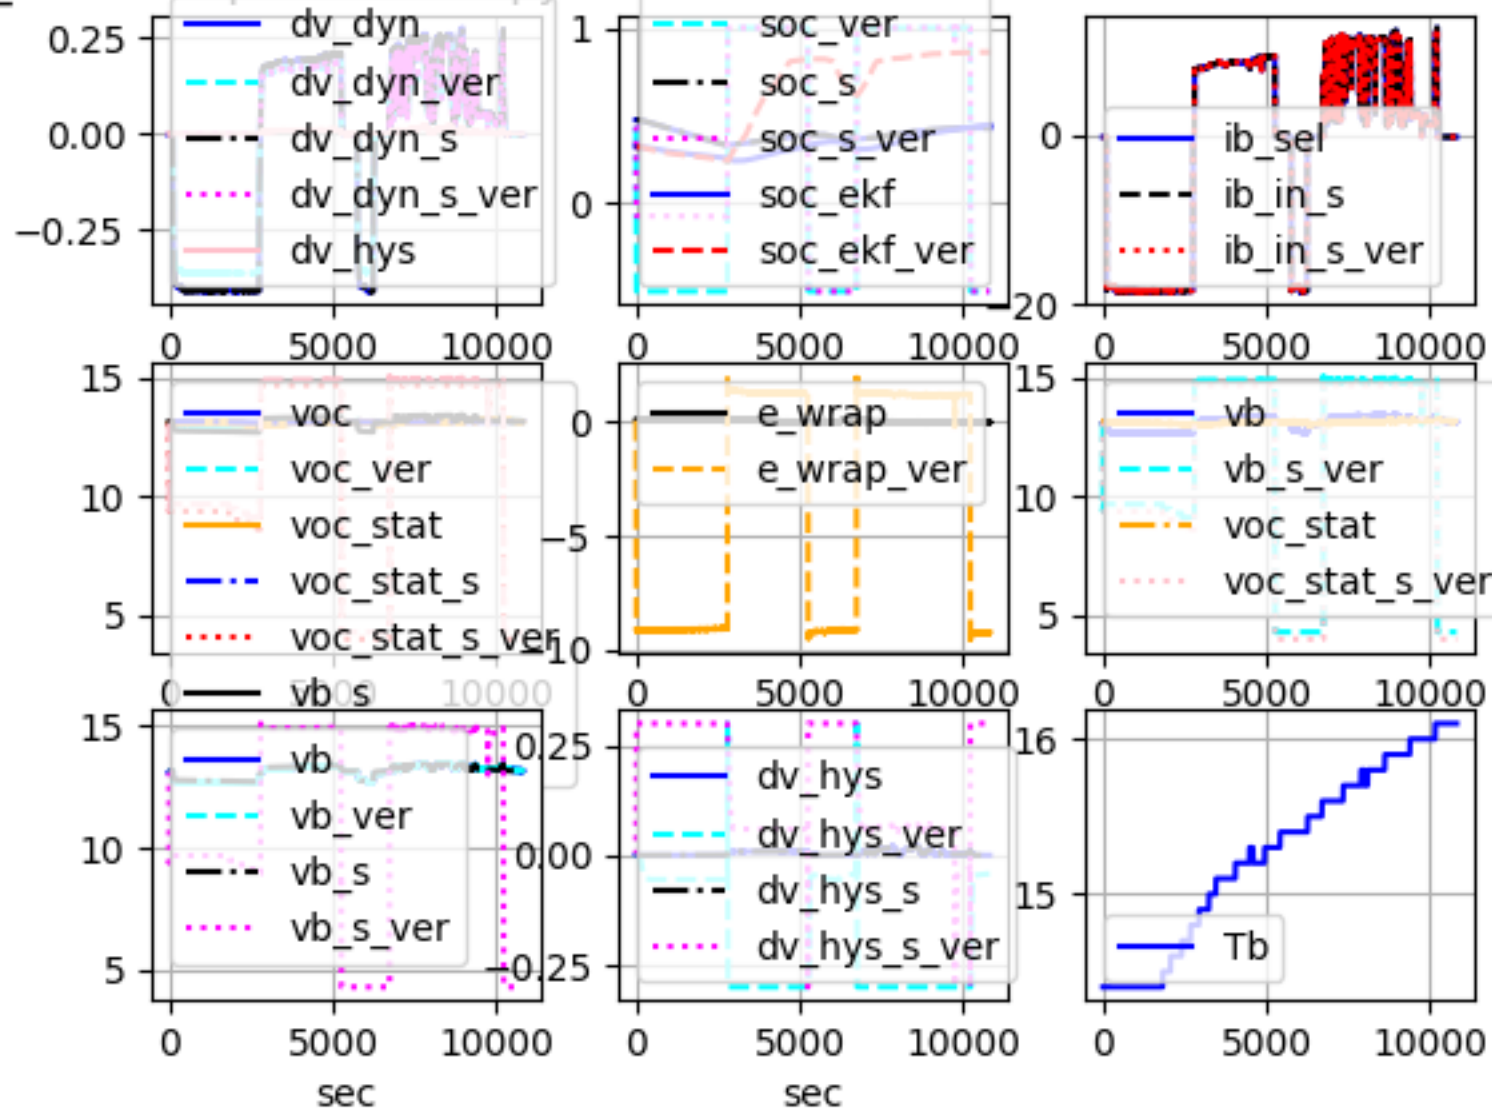 0.25
0.00
−0.25
dv_dyn
dv_dyn_ver
dv_dyn_s
dv_dyn_s_ver
dv_hys
0 5000 10000
1
0
soc_ver
soc_s
soc_s_ver
soc_ekf
soc_ekf_ver
0 5000 10000
0
−20
ib_sel
ib_in_s
ib_in_s_ver
0 5000 10000
15
10
5
voc
voc_ver
voc_stat
voc_stat_s
voc_stat_s_ver
vb_s
0 5000 10000
0
−5
−10
e_wrap
e_wrap_ver
0 5000 10000
15
10
5
vb
vb_s_ver
voc_stat
voc_stat_s_ver
0 5000 10000
15
10
5
vb
vb_ver
vb_s
vb_s_ver
0 5000 10000
sec
0.25
0.00
−0.25
dv_hys
dv_hys_ver
dv_hys_s
dv_hys_s_ver
0 5000 10000
sec
16
15
Tb
0 5000 10000